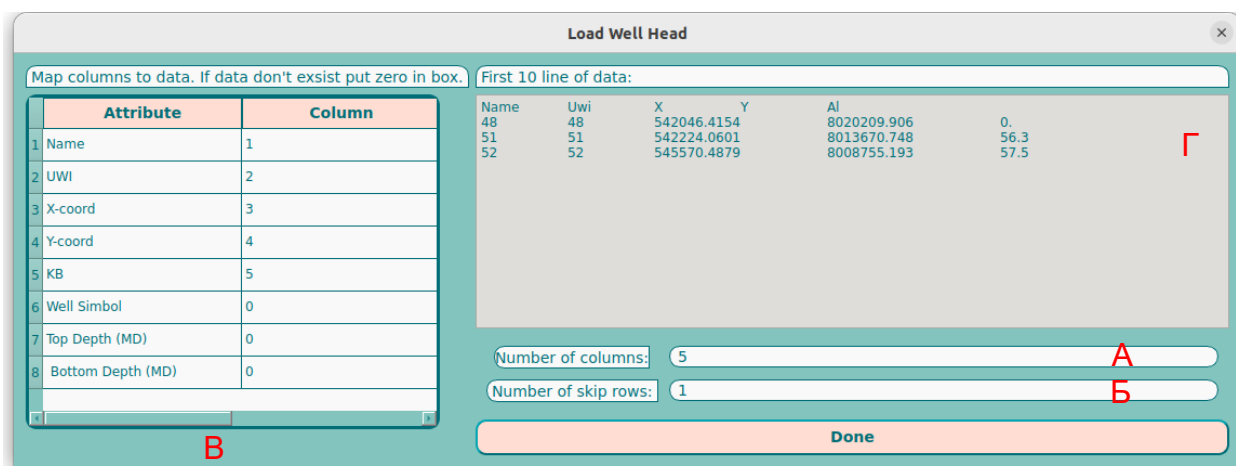 Load Well Head
Map columns to data. If data don't exsist put zero in box.
Attribute Column
1 Name 1
2 UWI 2
3 X-coord 3
4 Y-coord 4
5 KB 5
6 Well Simbol 0
7 Top Depth (MD) 0
8 Bottom Depth (MD) 0
В
First 10 line of data:
Name Uwi X Y Al
48 48 542046.4154 8020209.906 0.
51 51 542224.0601 8013670.748 56.3
52 52 545570.4879 8008755.193 57.5
Г
Number of columns: 5 А
Number of skip rows: 1 Б
Done